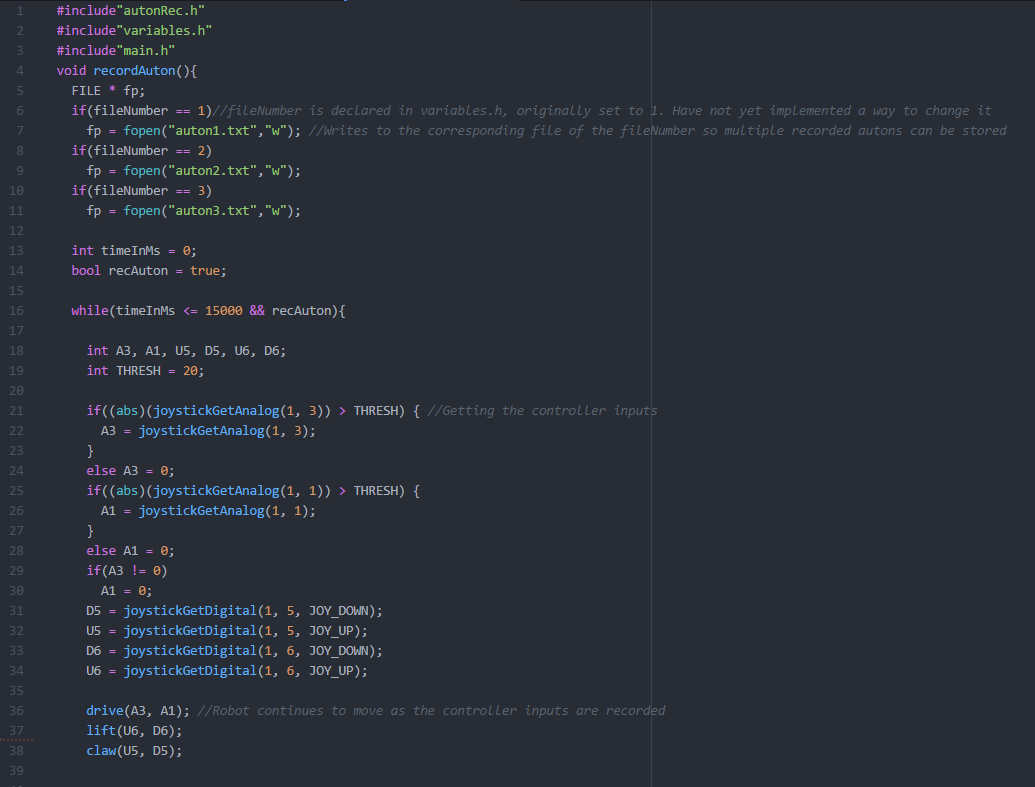 1 #include"autonRec.h"
2 #include"variables.h"
3 #include"main.h"
4 void recordAuton(){
5 FILE * fp;
6 if(fileNumber == 1)//fileNumber is declared in variables.h, originally set to 1. Have not yet implemented a way to change it
7 fp = fopen("auton1.txt","w"); //Writes to the corresponding file of the fileNumber so multiple recorded autons can be stored
8 if(fileNumber == 2)
9 fp = fopen("auton2.txt","w");
10 if(fileNumber == 3)
11 fp = fopen("auton3.txt","w");
12
13 int timeInMs = 0;
14 bool recAuton = true;
15
16 while(timeInMs <= 15000 && recAuton){
17
18 int A3, A1, U5, D5, U6, D6;
19 int THRESH = 20;
20
21 if((abs)(joystickGetAnalog(1, 3)) > THRESH) { //Getting the controller inputs
22 A3 = joystickGetAnalog(1, 3);
23 }
24 else A3 = 0;
25 if((abs)(joystickGetAnalog(1, 1)) > THRESH) {
26 A1 = joystickGetAnalog(1, 1);
27 }
28 else A1 = 0;
29 if(A3 != 0)
30 A1 = 0;
31 D5 = joystickGetDigital(1, 5, JOY_DOWN);
32 U5 = joystickGetDigital(1, 5, JOY_UP);
33 D6 = joystickGetDigital(1, 6, JOY_DOWN);
34 U6 = joystickGetDigital(1, 6, JOY_UP);
35
36 drive(A3, A1); //Robot continues to move as the controller inputs are recorded
37 lift(U6, D6);
38 claw(U5, D5);
39